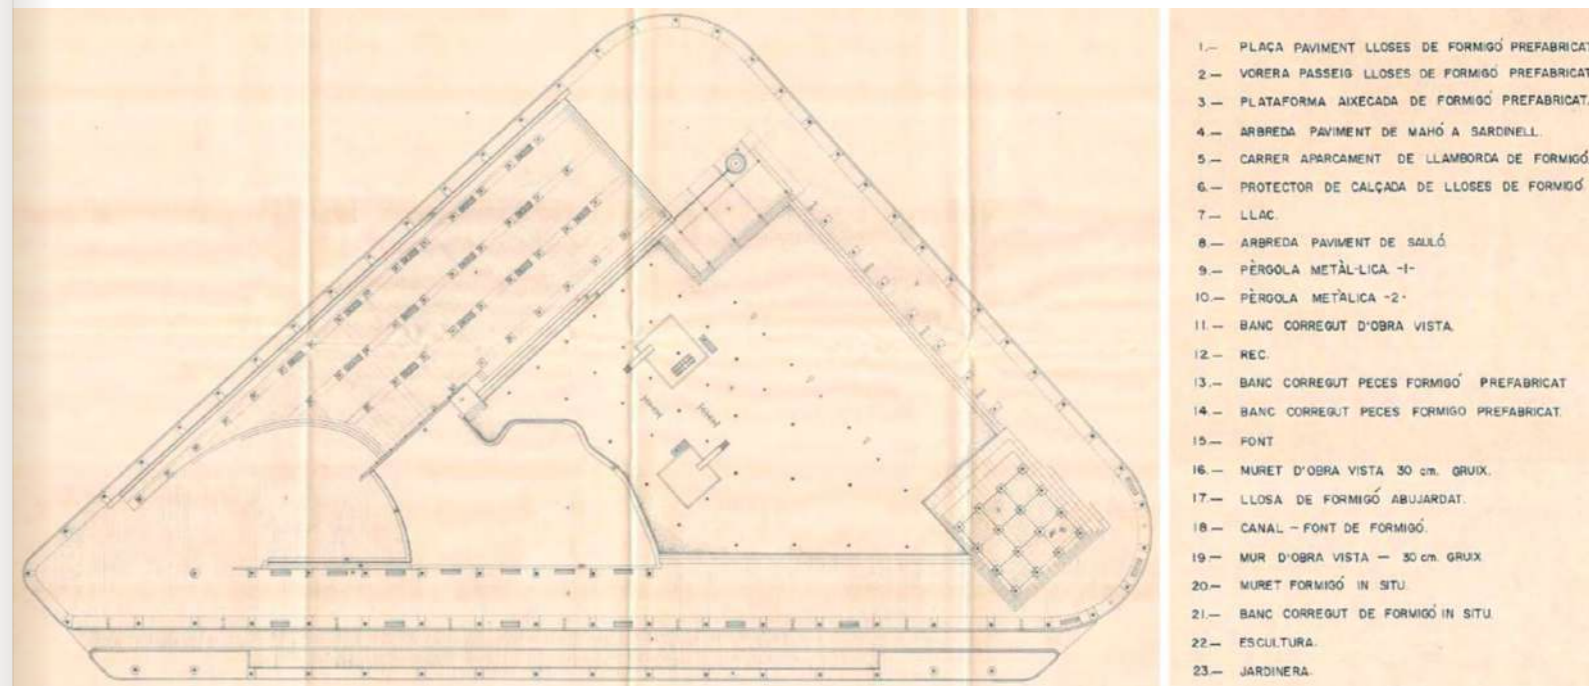 1.— PLAÇA PAVIMENT LLOSES DE FORMIGÓ PREFABRICAT
2— VORERA PASSEIG LLOSES DE FORMIGÓ PREFABRICAT
3.— PLATAFORMA AIXECADA DE FORMIGÓ PREFABRICAT.
4.— ARBREDA PAVIMENT DE MAHÓ A SARDINELL.
5— CARRER APARCAMENT DE LLAMBORDA DE FORMIGÓ
6.— PROTECTOR DE CALÇADA DE LLOSES DE FORMIGÓ.
7— LLAC.
8.— ARBREDA PAVIMENT DE SAULÓ.
9.— PÈRGOLA METÀL-LICA -1-
10.— PÈRGOLA METÀLICA -2-
11.— BANC CORREGUT D'OBRA VISTA.
12— REC.
13.— BANC CORREGUT PECES FORMIGÓ PREFABRICAT
14.— BANC CORREGUT PECES FORMIGO PREFABRICAT.
15.— FONT
16.— MURET D'OBRA VISTA 30 cm. GRUIX.
17.— LLOSA DE FORMIGÓ ABUJARDAT.
18— CANAL — FONT DE FORMIGÓ.
19— MUR D'OBRA VISTA — 30 cm. GRUIX
20— MURET FORMIGÓ IN SITU.
21.— BANC CORREGUT DE FORMIGÓ IN SITU.
22— ESCULTURA.
23.— JARDINERA.